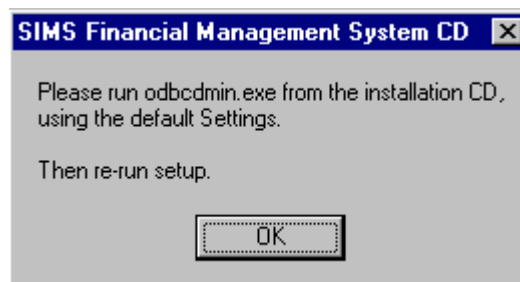 SIMS Financial Management System CD
Please run odbcdmin.exe from the installation CD,
using the default Settings.
Then re-run setup.
OK